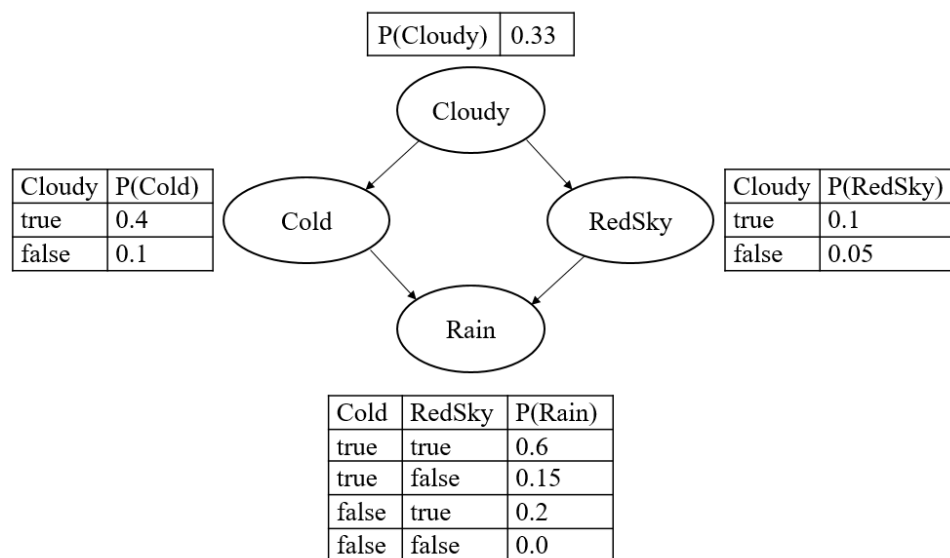 P(Cloudy) 0.33
Cloudy
Cloudy P(Cold)
true 0.4
false 0.1
Cold
RedSky
Cloudy P(RedSky)
true 0.1
false 0.05
Rain
Cold RedSky P(Rain)
true true 0.6
true false 0.15
false true 0.2
false false 0.0